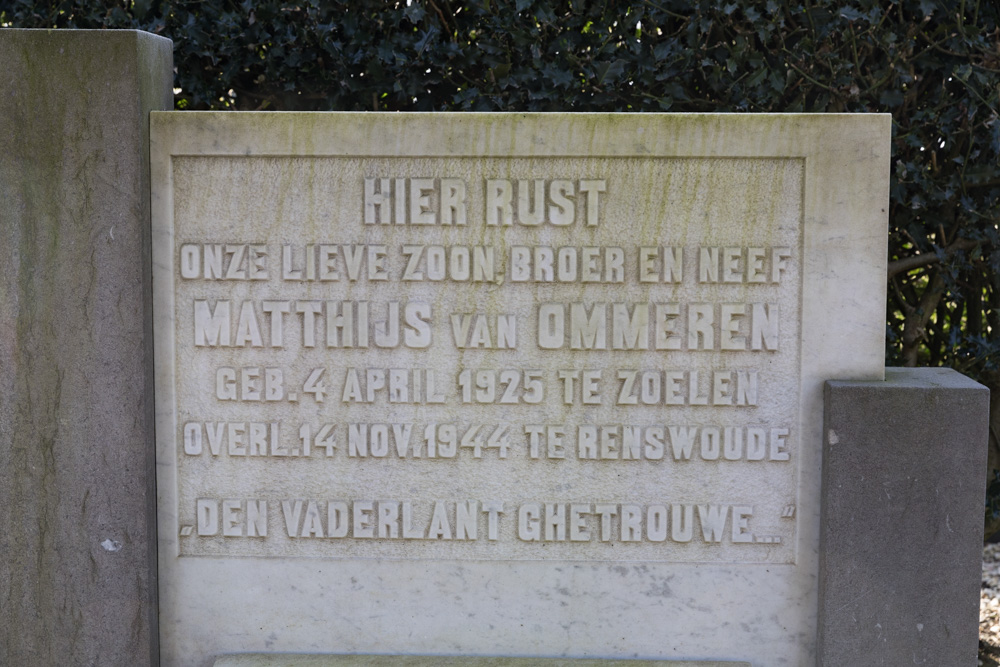 HIER RUST
ONZE LIEVE ZOON, BROER EN NEEF
MATTHIJS VAN OMMEREN
GEB. 4 APRIL 1925 TE ZOELEN
OVERL. 14 NOV. 1944 TE RENSWOUDE
„DEN VADERLANT GHETROUWE..."